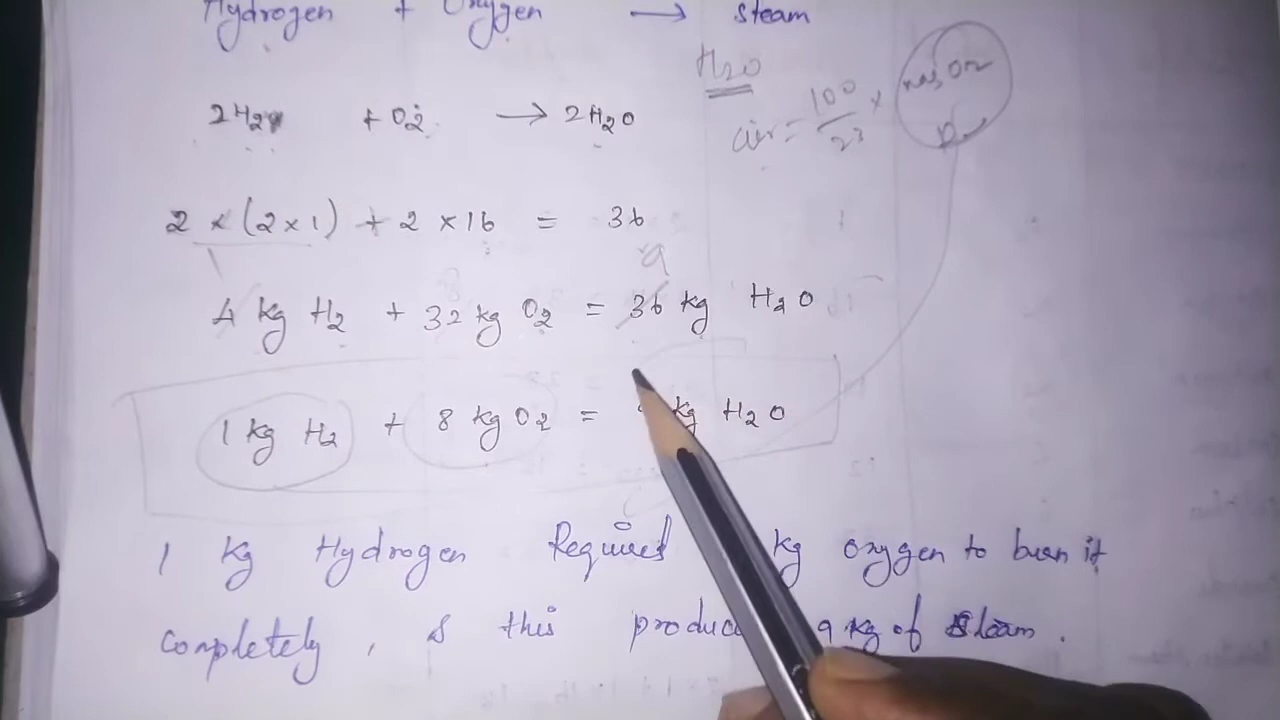 Hydrogen + Oxygen → steam
H2O
2H2 + O2 → 2H2O
air = 100/23 ×
2 × (2×1) + 2 × 16 = 36
9
4 kg H2 + 32 kg O2 = 36 kg H2O
1 kg H2 + 8 kg O2 = kg H2O
1 kg Hydrogen Required kg oxygen to burn it
completely, & this produc 9 kg of Steam.